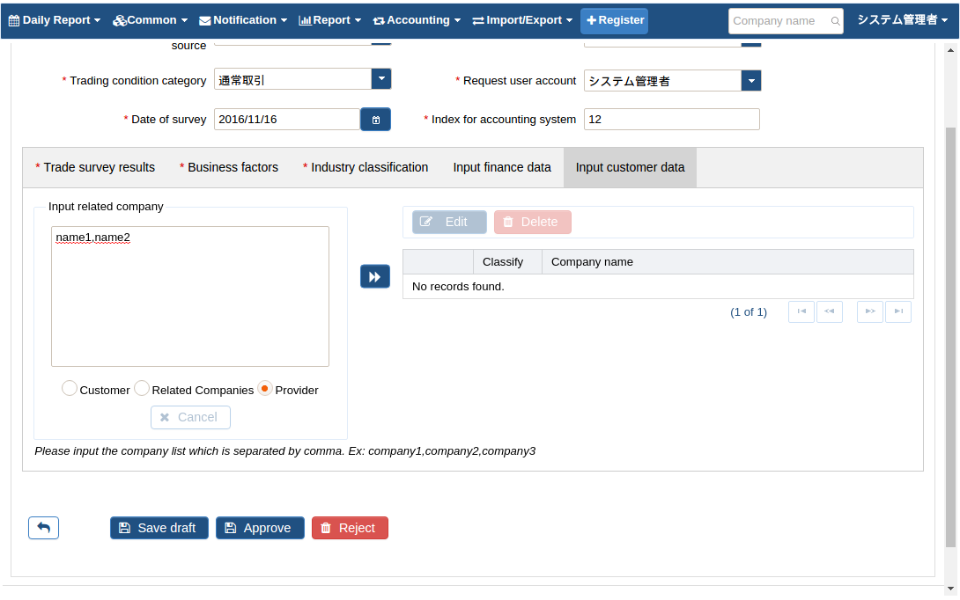 Daily Report Common Notification Report Accounting Import/Export + Register Company name システム管理者
source
* Trading condition category 通常取引 * Request user account システム管理者
* Date of survey 2016/11/16 * Index for accounting system 12
* Trade survey results * Business factors * Industry classification Input finance data Input customer data
Input related company
Edit Delete
name1,name2
Classify Company name
No records found.
(1 of 1)
Customer Related Companies Provider
Cancel
Please input the company list which is separated by comma. Ex: company1,company2,company3
Save draft Approve Reject